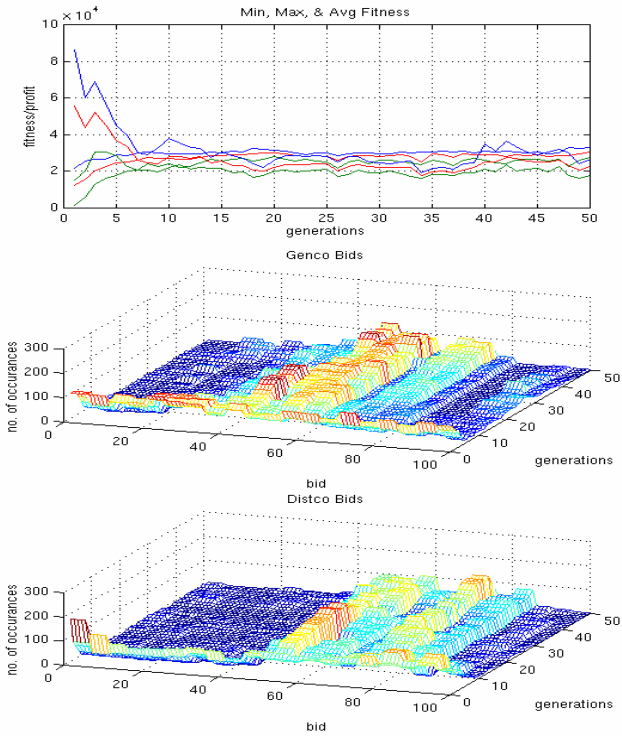 Min, Max, & Avg Fitness
x 10^4
10
8
6
4
2
0
fitness/profit
0 5 10 15 20 25 30 35 40 45 50
generations
Genco Bids
300
200
100
0
no. of occurances
0 20 40 60 80 100
bid
0 10 20 30 40 50
generations
Distco Bids
300
200
100
0
no. of occurances
0 20 40 60 80 100
bid
0 10 20 30 40 50
generations